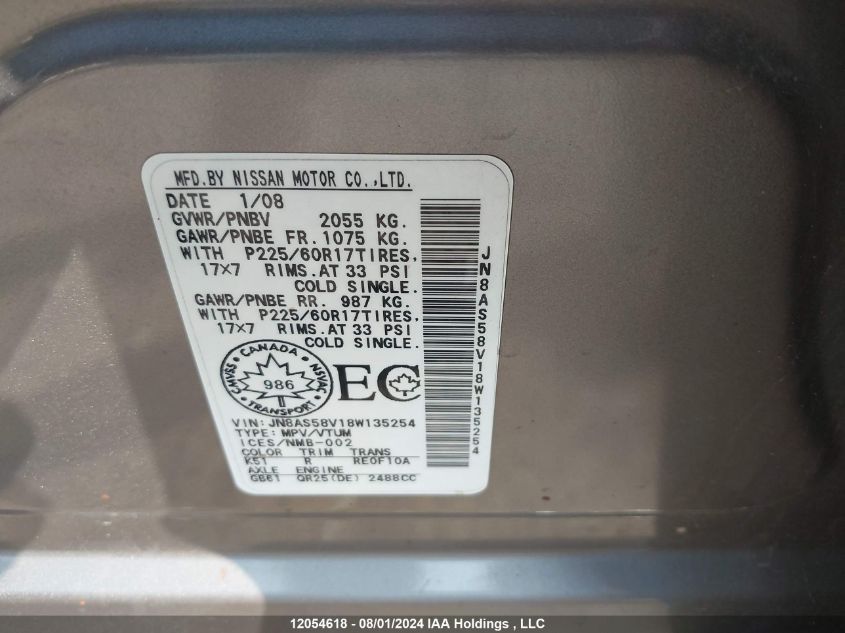 MFD.BY NISSAN MOTOR CO.,LTD.
DATE 1/08
GVWR/PNBV 2055 KG.
GAWR/PNBE FR. 1075 KG.
WITH P225/60R17TIRES,
17X7 RIMS.AT 33 PSI
COLD SINGLE.
GAWR/PNBE RR. 987 KG.
WITH P225/60R17TIRES,
17X7 RIMS.AT 33 PSI
COLD SINGLE.
CANADA
CMVSS 986 NSVAC
TRANSPORT
EC
VIN: JN8AS58V18W135254
TYPE: MPV/VTUM
ICES/NMB-002
COLOR TRIM TRANS
K51 R RE0F10A
AXLE ENGINE
GB61 QR25(DE) 2488CC
JN8AS58V18W135254
12054618 - 08/01/2024 IAA Holdings , LLC